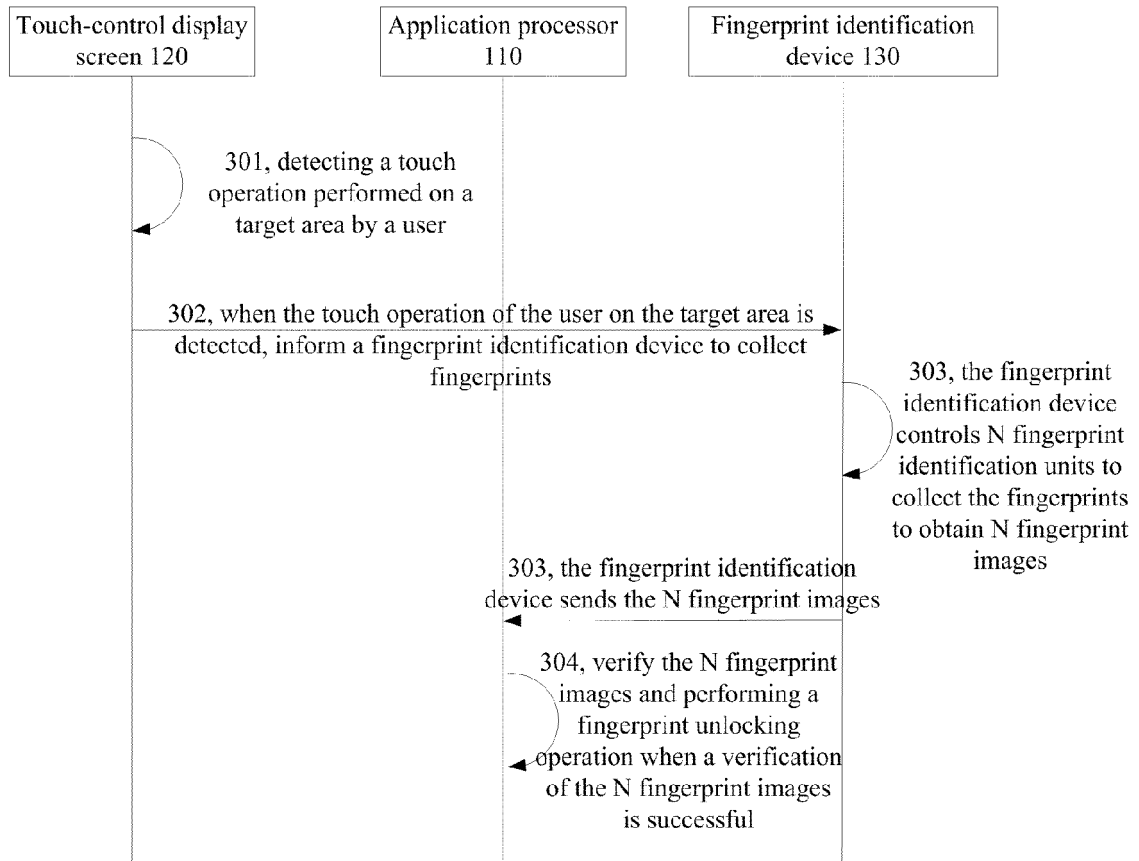 Touch-control display
screen 120
Application processor
110
Fingerprint identification
device 130
301, detecting a touch
operation performed on a
target area by a user
302, when the touch operation of the user on the target area is
detected, inform a fingerprint identification device to collect
fingerprints
303, the fingerprint
identification device
controls N fingerprint
identification units to
collect the fingerprints
to obtain N fingerprint
images
303, the fingerprint identification
device sends the N fingerprint images
304, verify the N fingerprint
images and performing a
fingerprint unlocking
operation when a verification
of the N fingerprint images
is successful